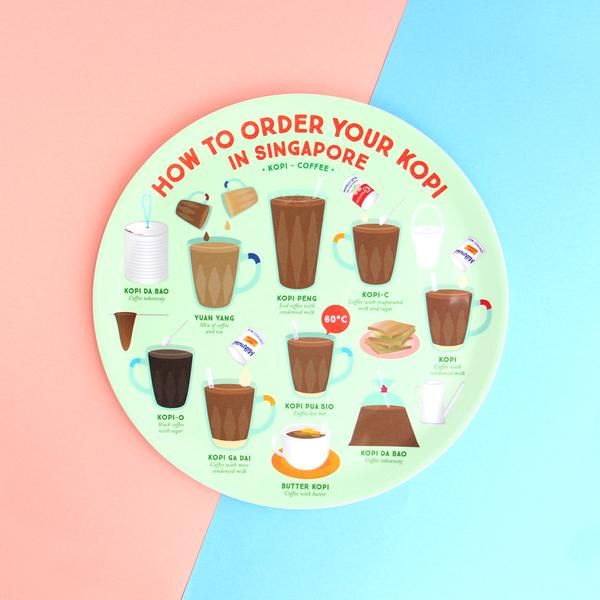 HOW TO ORDER YOUR KOPI
IN SINGAPORE
• KOPI - COFFEE •
KOPI DA BAO
Coffee takeaway
YUAN YANG
Mix of coffee
and tea
KOPI PENG
Iced coffee with
condensed milk
KOPI-C
Coffee with evaporated
milk and sugar
KOPI
Coffee with
condensed milk
60°C
KOPI-O
Black coffee
with sugar
KOPI GA DAI
Coffee with more
condensed milk
KOPI PUA SIO
Coffee less hot
BUTTER KOPI
Coffee with butter
KOPI DA BAO
Coffee takeaway